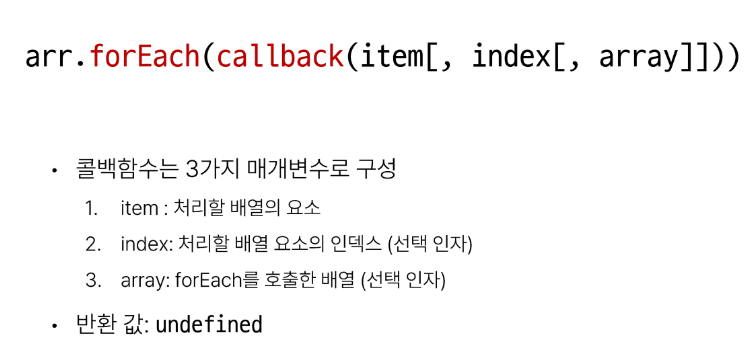 arr.forEach(callback(item[, index[, array]]))
• 콜백함수는 3가지 매개변수로 구성
1. item : 처리할 배열의 요소
2. index: 처리할 배열 요소의 인덱스 (선택 인자)
3. array: forEach를 호출한 배열 (선택 인자)
• 반환 값: undefined